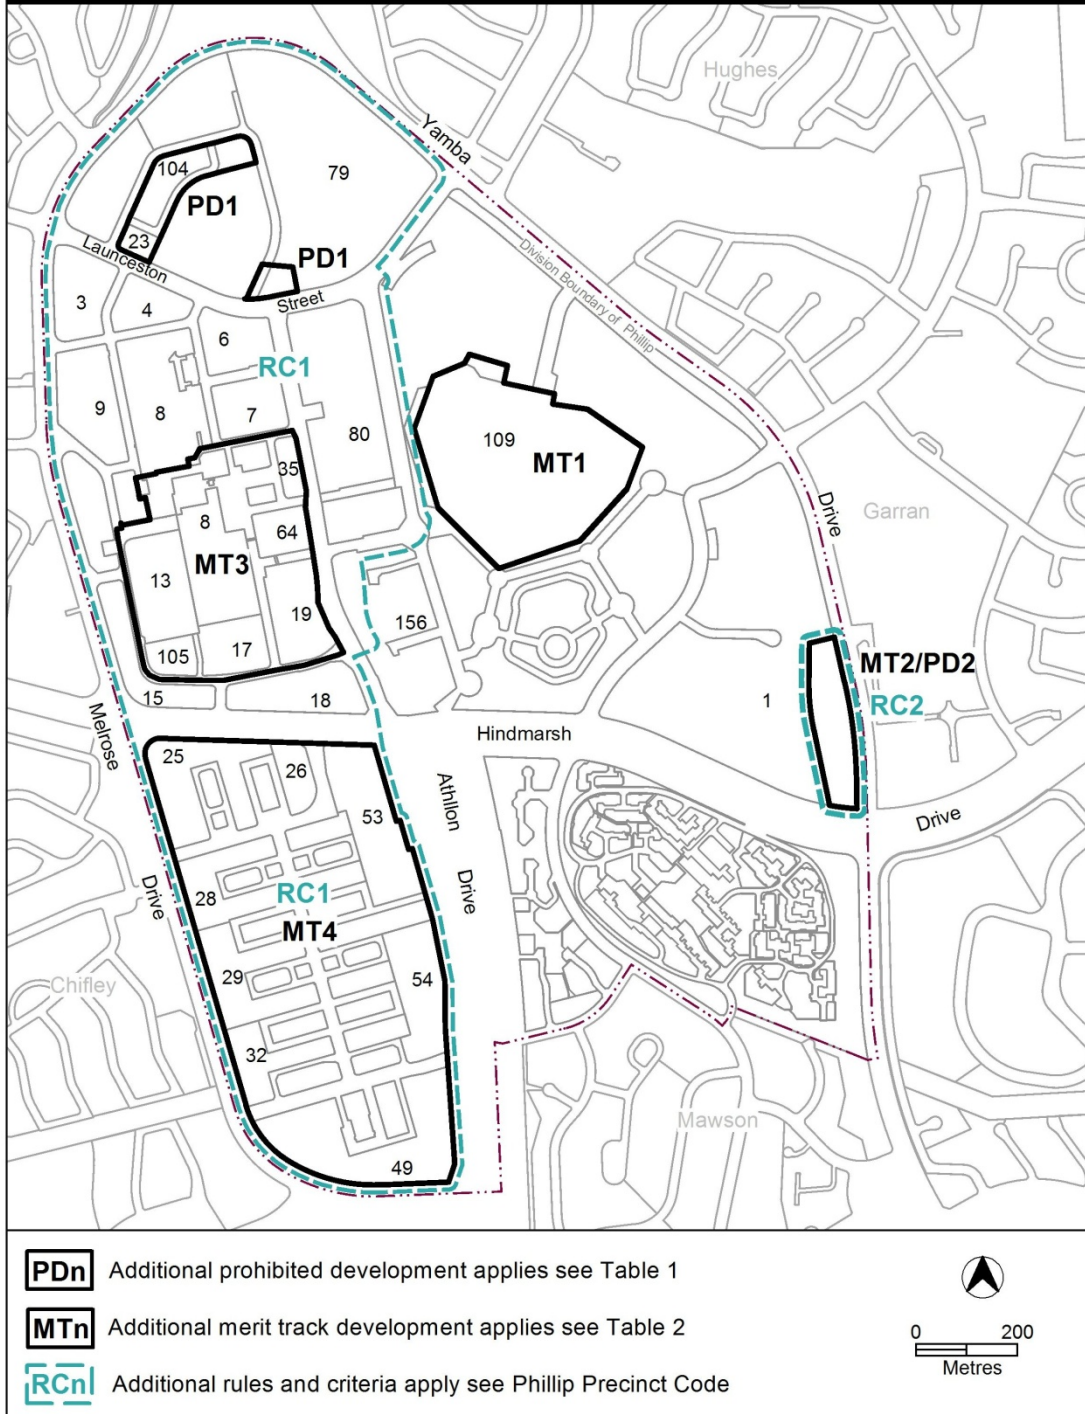 Hughes
Yamba
104
79
PD1
23
Launceston
PD1
Division Boundary of Phillip
3
4
Street
6
RC1
9
8
7
80
109
MT1
35
Drive
8
64
Garran
MT3
13
19
156
17
105
MT2/PD2
15
18
1
RC2
Melrose
Hindmarsh
25
26
Athllon
53
Drive
Drive
28
RC1
Drive
MT4
29
54
Chifley
32
Mawson
49
PDn Additional prohibited development applies see Table 1
MTn Additional merit track development applies see Table 2
RCn Additional rules and criteria apply see Phillip Precinct Code
0 200
Metres